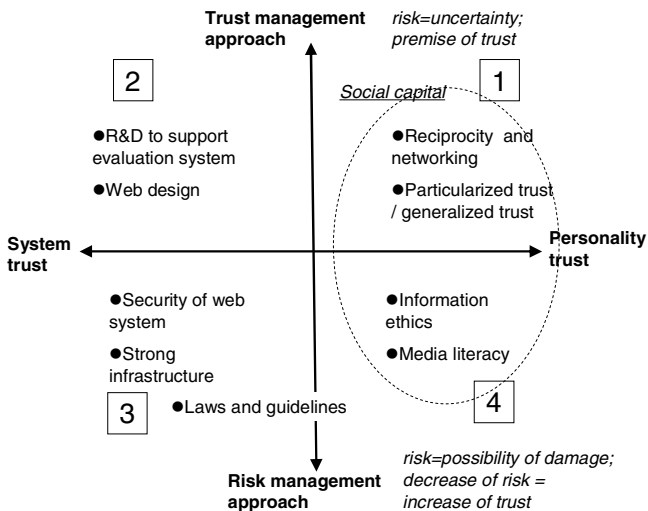 Trust management
approach
risk=uncertainty;
premise of trust
2
1
Social capital
●R&D to support
evaluation system
●Web design
●Reciprocity and
networking
●Particularized trust
/ generalized trust
System
trust
Personality
trust
●Security of web
system
●Strong
infrastructure
●Information
ethics
●Media literacy
3
●Laws and guidelines
4
Risk management
approach
risk=possibility of damage;
decrease of risk =
increase of trust